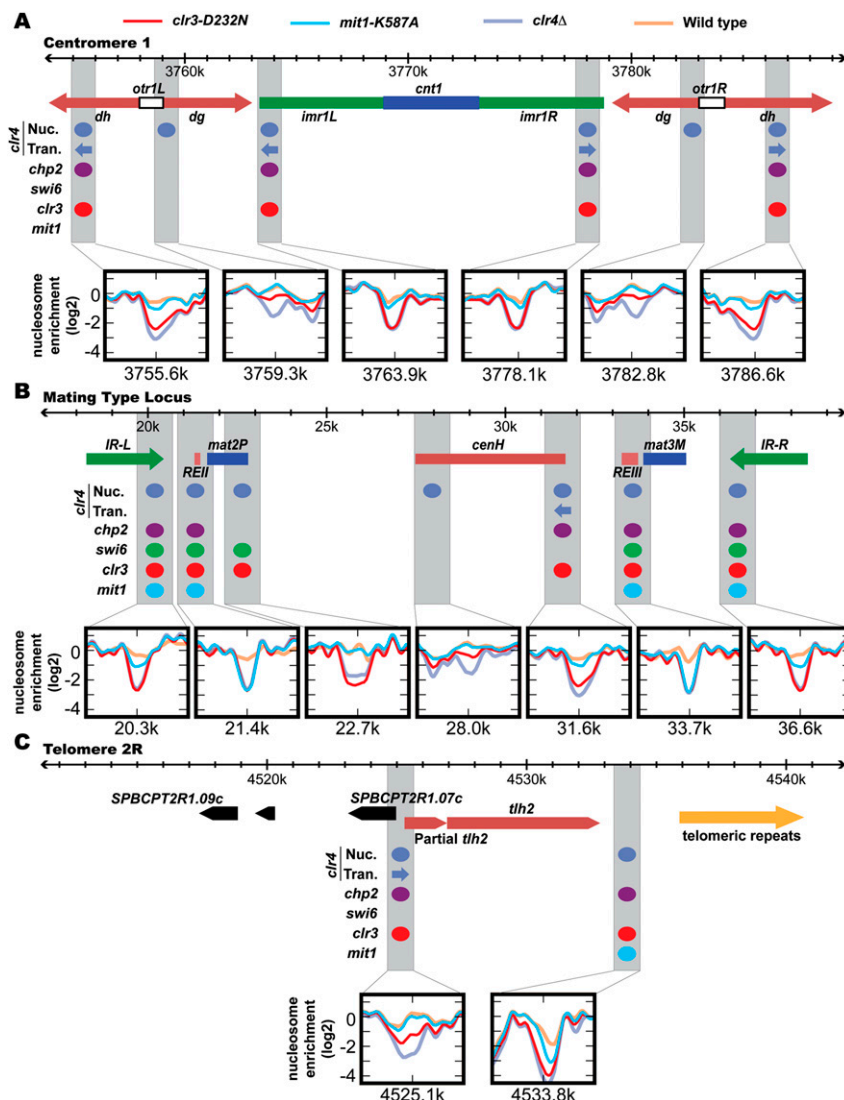 clr3-D232N mit1-K587A clr4Δ Wild type
A
Centromere 1
3760k 3770k 3780k
otr1L cnt1 otr1R
dh dg imr1L imr1R dg dh
clr4 Nuc.
Tran.
chp2
swi6
clr3
mit1
nucleosome enrichment (log2)
0
-2
-4
3755.6k 3759.3k 3763.9k 3778.1k 3782.8k 3786.6k
B
Mating Type Locus
20k 25k 30k 35k
IR-L mat2P cenH mat3M IR-R
REII REIII
clr4 Nuc.
Tran.
chp2
swi6
clr3
mit1
nucleosome enrichment (log2)
0
-2
-4
20.3k 21.4k 22.7k 28.0k 31.6k 33.7k 36.6k
C
Telomere 2R
4520k 4530k 4540k
SPBCPT2R1.09c SPBCPT2R1.07c tlh2
Partial tlh2 telomeric repeats
clr4 Nuc.
Tran.
chp2
swi6
clr3
mit1
nucleosome enrichment (log2)
0
-2
-4
4525.1k 4533.8k